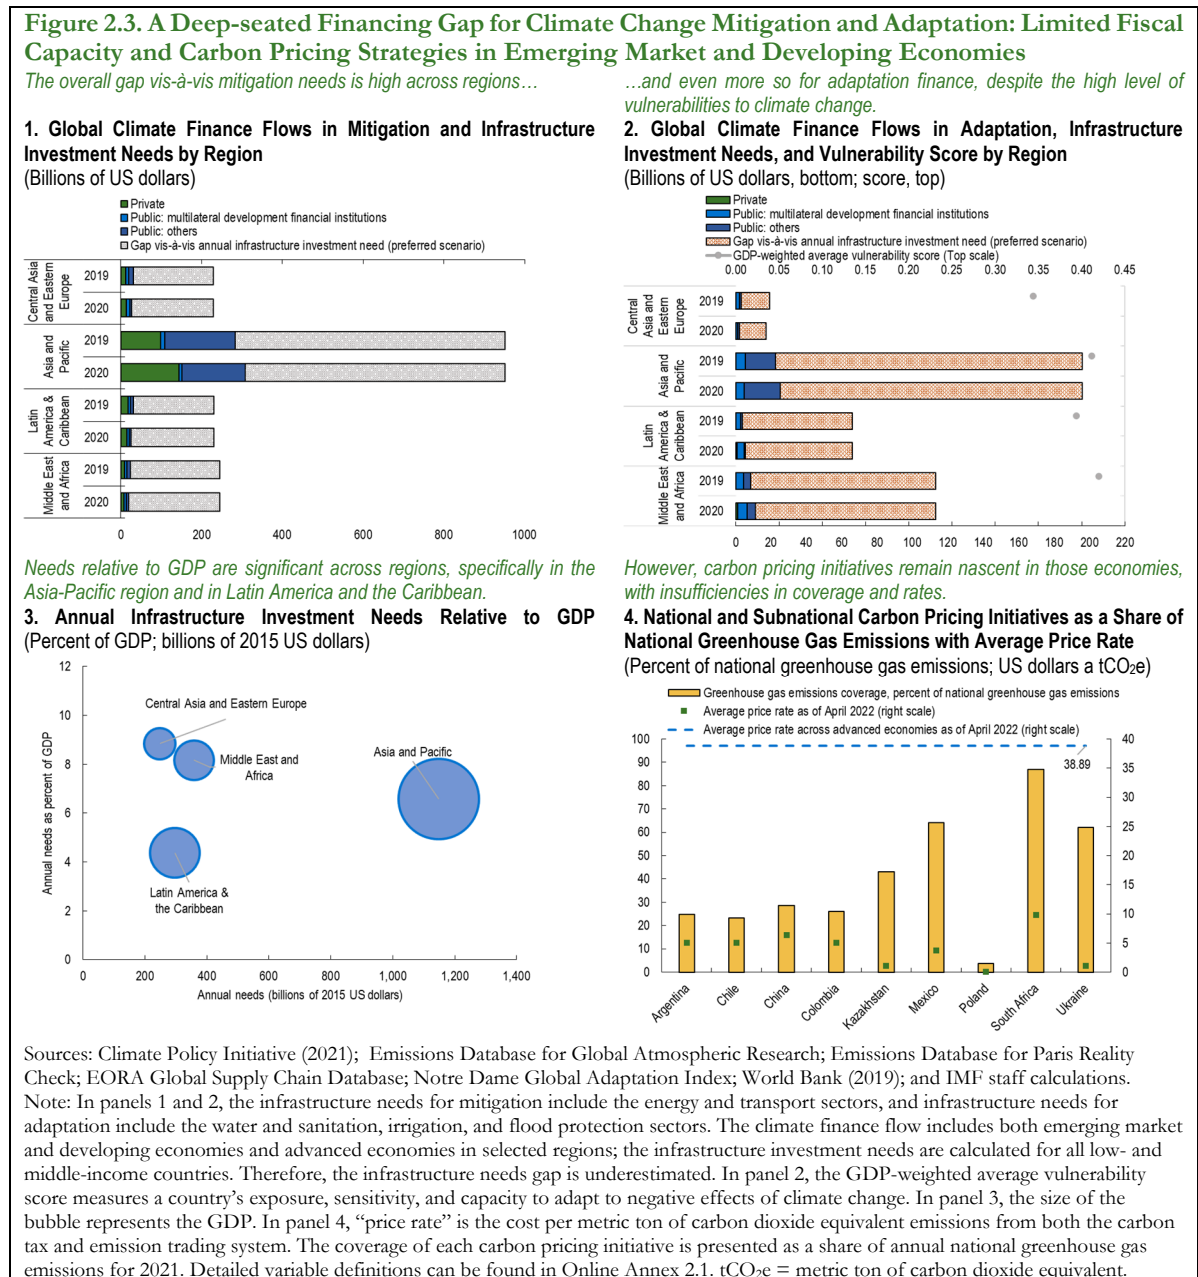 Figure 2.3. A Deep-seated Financing Gap for Climate Change Mitigation and Adaptation: Limited Fiscal
Capacity and Carbon Pricing Strategies in Emerging Market and Developing Economies
The overall gap vis-à-vis mitigation needs is high across regions…
1. Global Climate Finance Flows in Mitigation and Infrastructure
Investment Needs by Region
(Billions of US dollars)
Private
Public: multilateral development financial institutions
Public: others
Gap vis-à-vis annual infrastructure investment need (preferred scenario)
Central Asia
and Eastern
Europe
2019
2020
Asia and
Pacific
2019
2020
Latin
America &
Caribbean
2019
2020
Middle East
and Africa
2019
2020
0 200 400 600 800 1000
…and even more so for adaptation finance, despite the high level of
vulnerabilities to climate change.
2. Global Climate Finance Flows in Adaptation, Infrastructure
Investment Needs, and Vulnerability Score by Region
(Billions of US dollars, bottom; score, top)
Private
Public: multilateral development financial institutions
Public: others
Gap vis-à-vis annual infrastructure investment need (preferred scenario)
GDP-weighted average vulnerability score (Top scale)
0.00 0.05 0.10 0.15 0.20 0.25 0.30 0.35 0.40 0.45
Central
Asia and
Eastern
Europe
2019
2020
Asia and
Pacific
2019
2020
Latin
America &
Caribbean
2019
2020
Middle East
and Africa
2019
2020
0 20 40 60 80 100 120 140 160 180 200 220
Needs relative to GDP are significant across regions, specifically in the
Asia-Pacific region and in Latin America and the Caribbean.
3. Annual Infrastructure Investment Needs Relative to GDP
(Percent of GDP; billions of 2015 US dollars)
Annual needs as percent of GDP
12
10
8
6
4
2
0
Central Asia and Eastern Europe
Middle East and
Africa
Asia and Pacific
Latin America &
the Caribbean
0 200 400 600 800 1,000 1,200 1,400
Annual needs (billions of 2015 US dollars)
However, carbon pricing initiatives remain nascent in those economies,
with insufficiencies in coverage and rates.
4. National and Subnational Carbon Pricing Initiatives as a Share of
National Greenhouse Gas Emissions with Average Price Rate
(Percent of national greenhouse gas emissions; US dollars a tCO₂e)
Greenhouse gas emissions coverage, percent of national greenhouse gas emissions
Average price rate as of April 2022 (right scale)
Average price rate across advanced economies as of April 2022 (right scale)
100
90
80
70
60
50
40
30
20
10
0
38.89
40
35
30
25
20
15
10
5
0
Argentina
Chile
China
Colombia
Kazakhstan
Mexico
Poland
South Africa
Ukraine
Sources: Climate Policy Initiative (2021); Emissions Database for Global Atmospheric Research; Emissions Database for Paris Reality
Check; EORA Global Supply Chain Database; Notre Dame Global Adaptation Index; World Bank (2019); and IMF staff calculations.
Note: In panels 1 and 2, the infrastructure needs for mitigation include the energy and transport sectors, and infrastructure needs for
adaptation include the water and sanitation, irrigation, and flood protection sectors. The climate finance flow includes both emerging market
and developing economies and advanced economies in selected regions; the infrastructure investment needs are calculated for all low- and
middle-income countries. Therefore, the infrastructure needs gap is underestimated. In panel 2, the GDP-weighted average vulnerability
score measures a country's exposure, sensitivity, and capacity to adapt to negative effects of climate change. In panel 3, the size of the
bubble represents the GDP. In panel 4, “price rate” is the cost per metric ton of carbon dioxide equivalent emissions from both the carbon
tax and emission trading system. The coverage of each carbon pricing initiative is presented as a share of annual national greenhouse gas
emissions for 2021. Detailed variable definitions can be found in Online Annex 2.1. tCO₂e = metric ton of carbon dioxide equivalent.